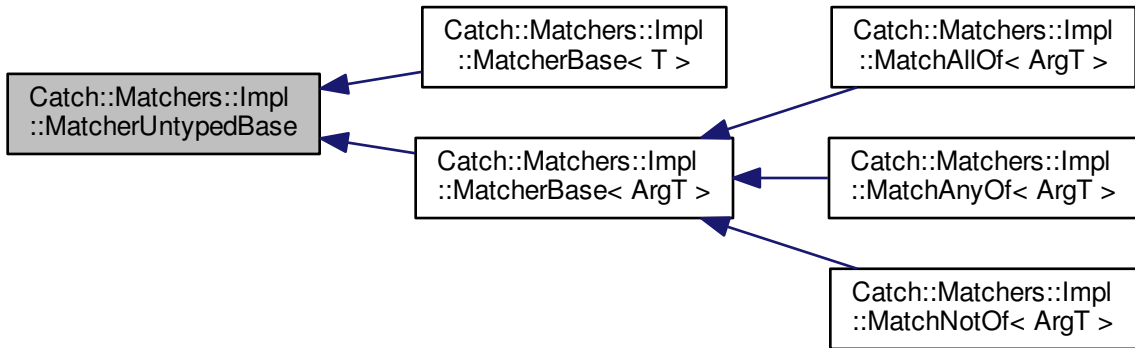 Catch::Matchers::Impl
::MatcherUntypedBase
Catch::Matchers::Impl
::MatcherBase< T >
Catch::Matchers::Impl
::MatcherBase< ArgT >
Catch::Matchers::Impl
::MatchAllOf< ArgT >
Catch::Matchers::Impl
::MatchAnyOf< ArgT >
Catch::Matchers::Impl
::MatchNotOf< ArgT >